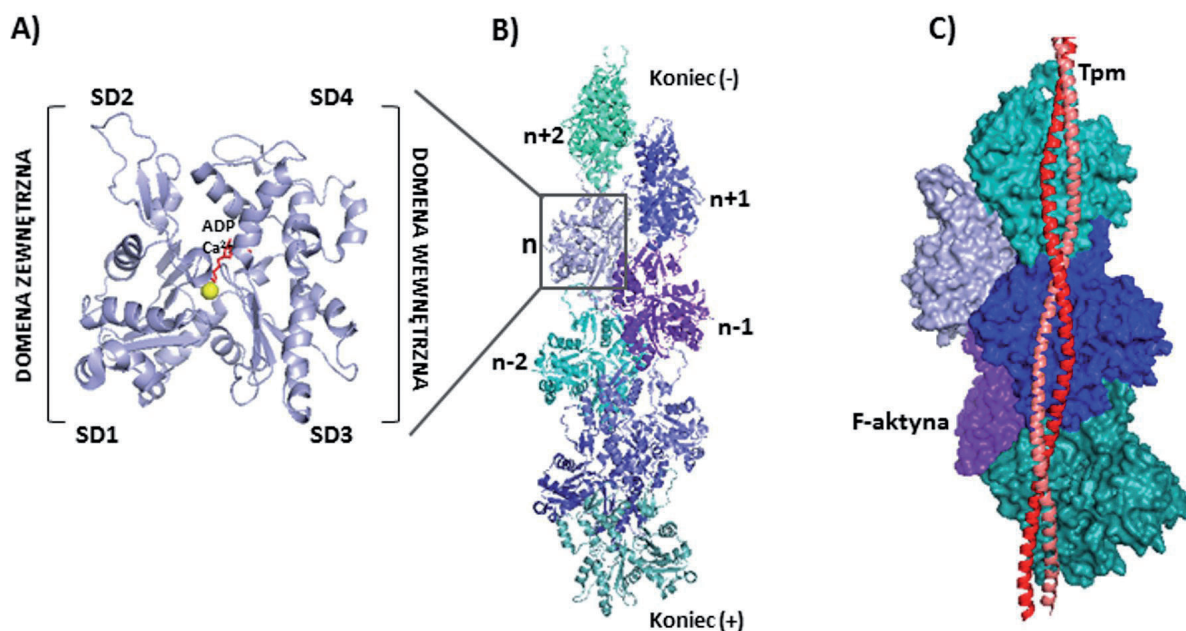 A)
SD2
SD4
DOMENA ZEWNĘTRZNA
ADP
Ca²⁺
DOMENA WEWNĘTRZNA
SD1
SD3
B)
Koniec (-)
n+2
n+1
n
n-1
n-2
Koniec (+)
C)
Tpm
F-aktyna